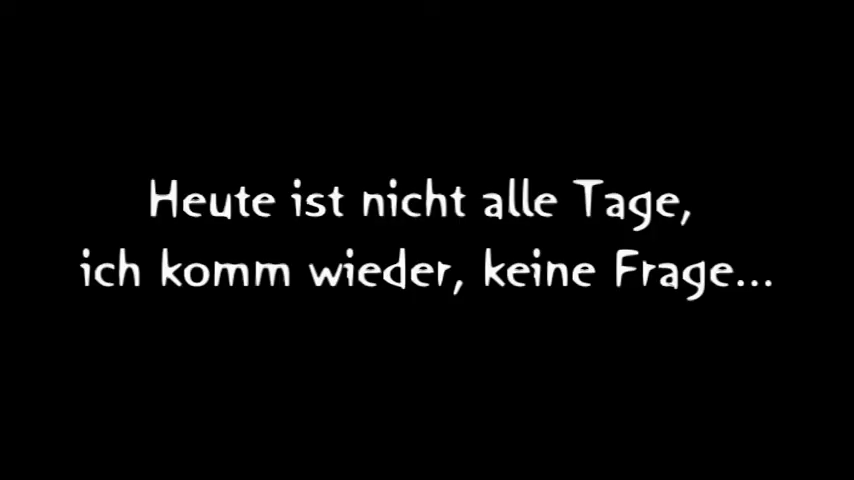 Heute ist nicht alle Tage,
ich komm wieder, keine Frage...